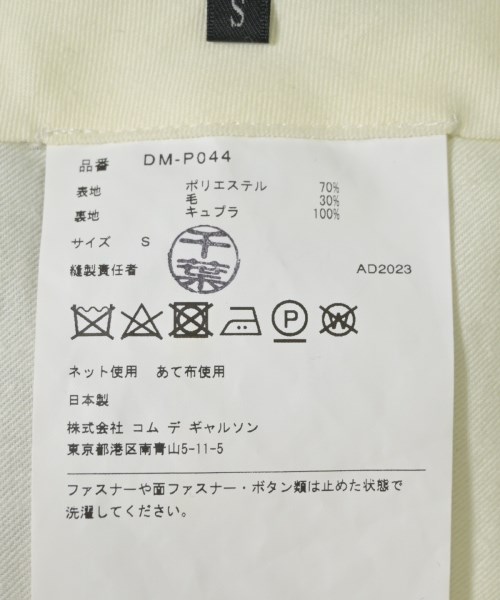 S
品番 DM-P044
表地 ポリエステル 70%
毛 30%
裏地 キュプラ 100%
サイズ S
千葉
縫製責任者 AD2023
P W
ネット使用 あて布使用
日本製
株式会社 コム デ ギャルソン
東京都港区南青山5-11-5
ファスナーや面ファスナー・ボタン類は止めた状態で
洗濯してください。